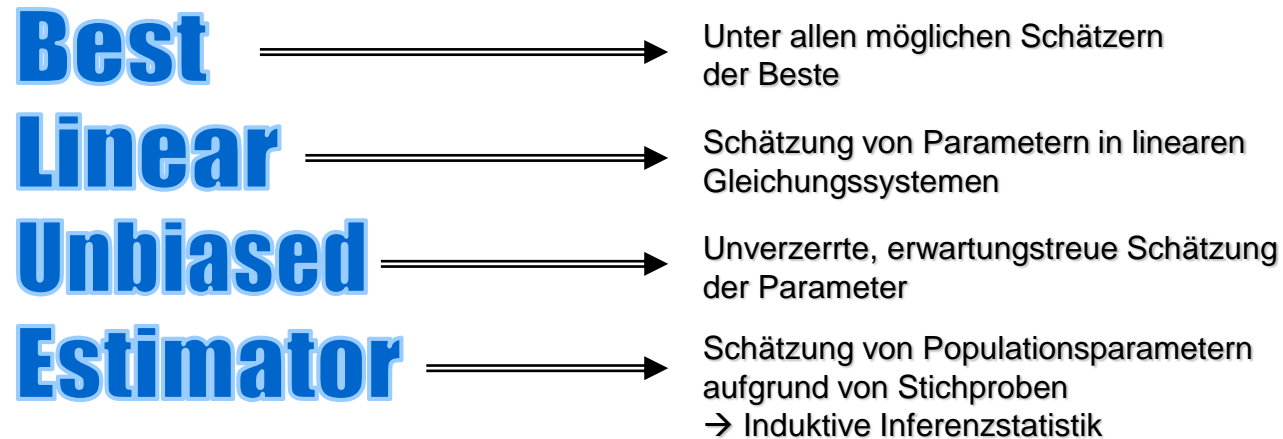 Best
Unter allen möglichen Schätzern
der Beste
Linear
Schätzung von Parametern in linearen
Gleichungssystemen
Unbiased
Unverzerrte, erwartungstreue Schätzung
der Parameter
Estimator
Schätzung von Populationsparametern
aufgrund von Stichproben
→ Induktive Inferenzstatistik